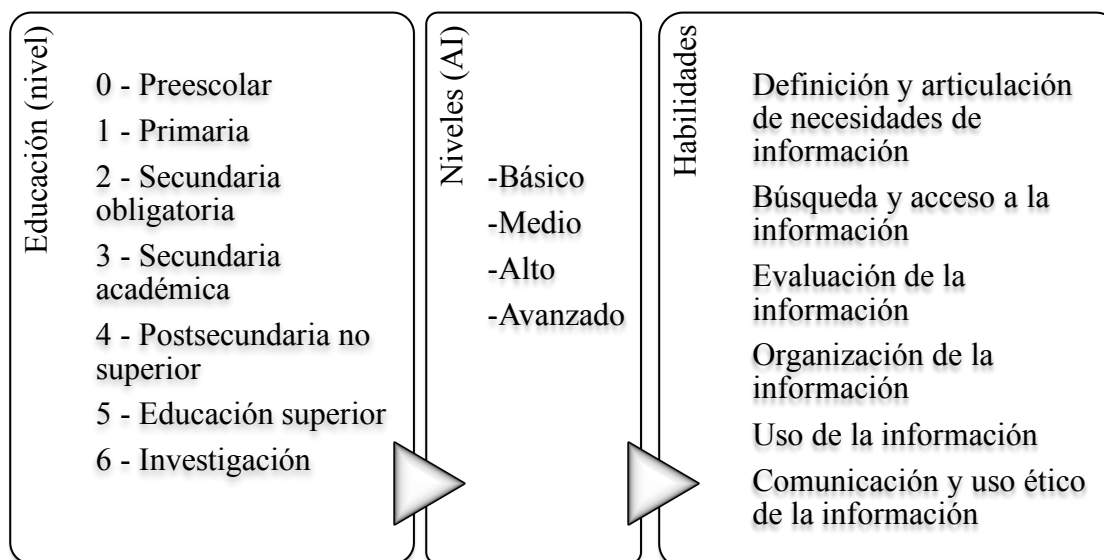 Educación (nivel)
0 - Preescolar
1 - Primaria
2 - Secundaria
obligatoria
3 - Secundaria
académica
4 - Postsecundaria no
superior
5 - Educación superior
6 - Investigación
Niveles (AI)
-Básico
-Medio
-Alto
-Avanzado
Habilidades
Definición y articulación
de necesidades de
información
Búsqueda y acceso a la
información
Evaluación de la
información
Organización de la
información
Uso de la información
Comunicación y uso ético
de la información